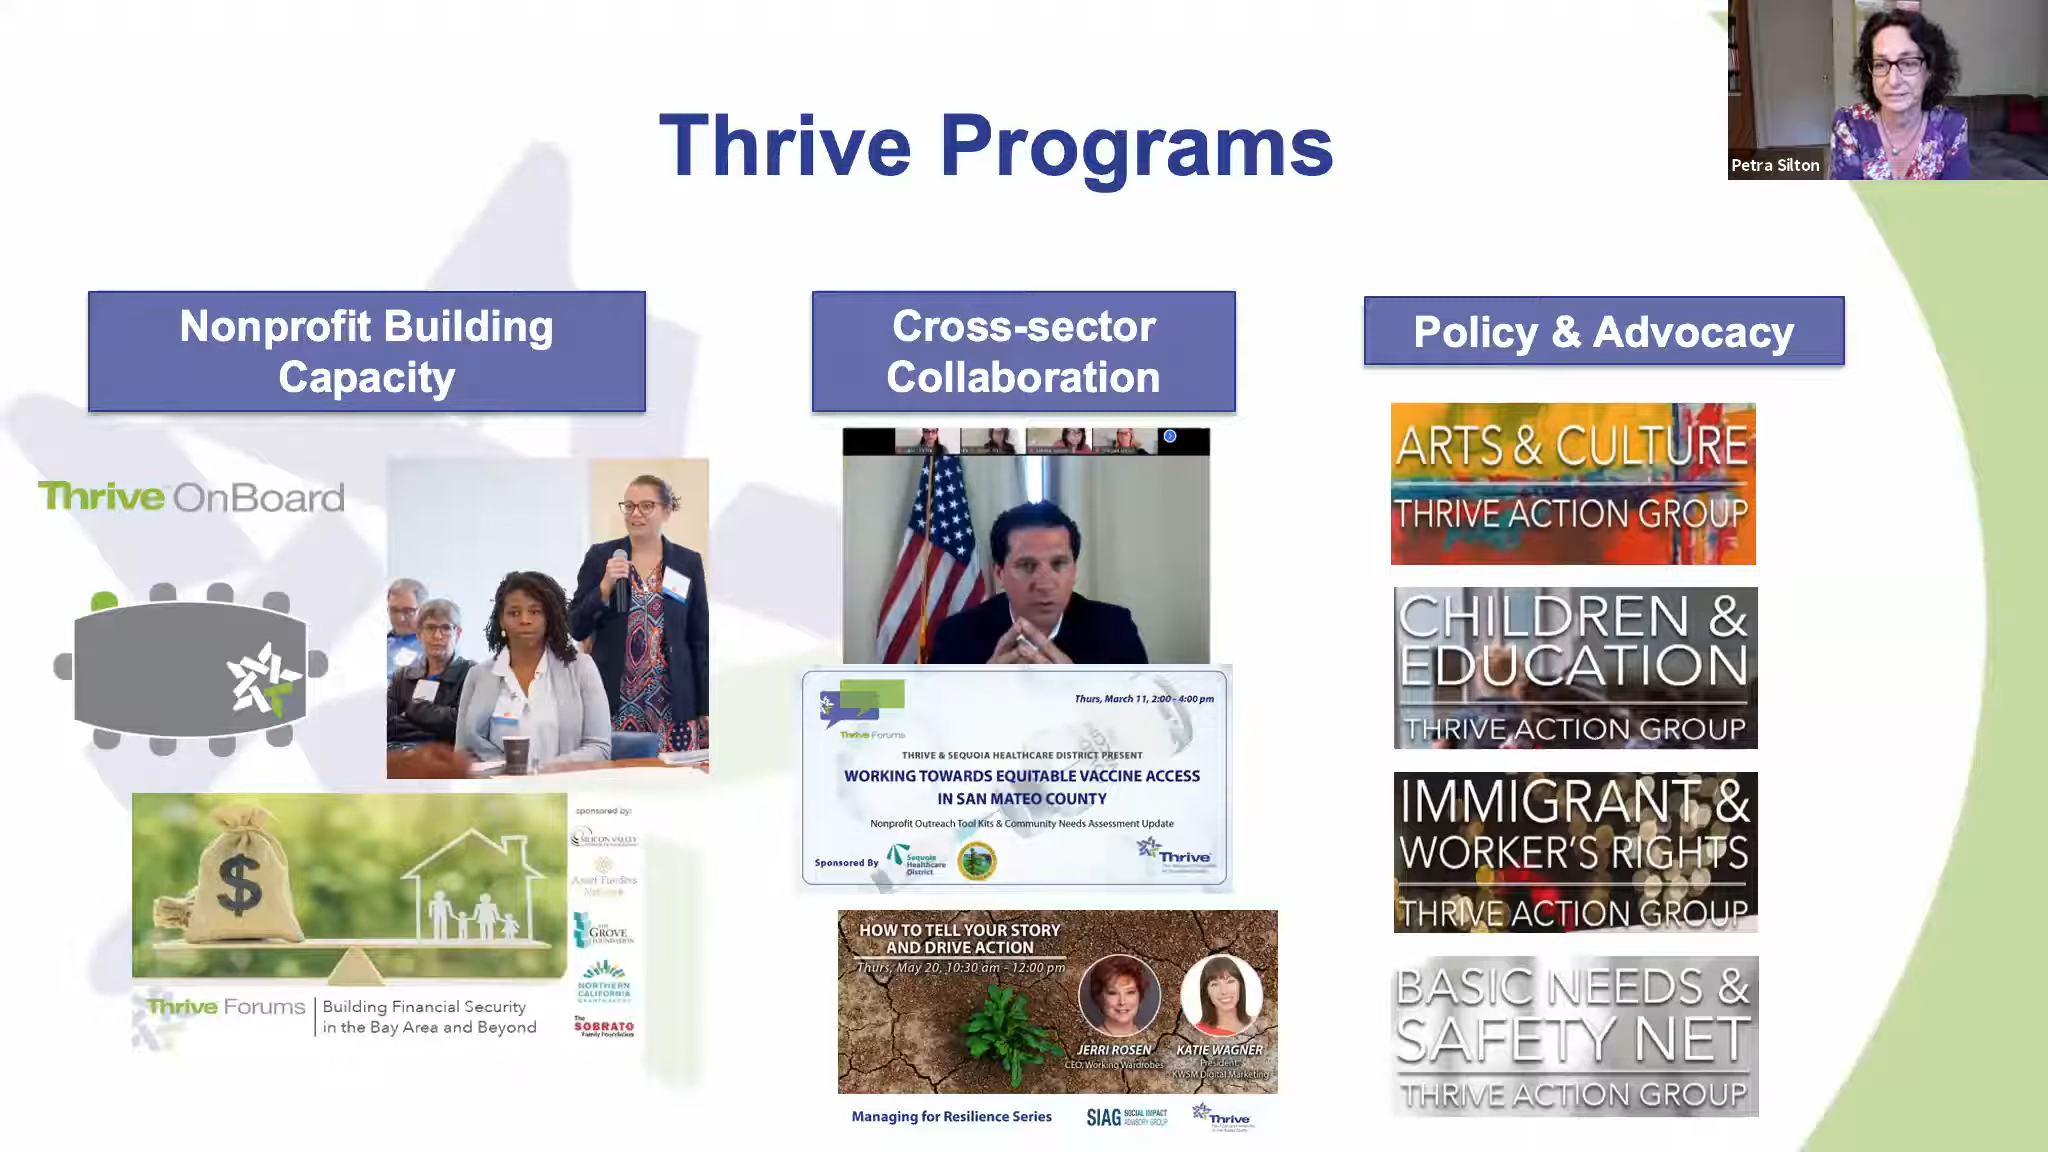 Thrive Programs
Petra Silton
Nonprofit Building
Capacity
Thrive OnBoard
sponsored by:
SILICON VALLEY
Asset Funders
Network
THE
GROVE
FOUNDATION
NORTHERN
CALIFORNIA
GRANTMAKERS
The
SOBRATO
Family Foundation
Thrive Forums
Building Financial Security
in the Bay Area and Beyond
Cross-sector
Collaboration
Thurs, March 11, 2:00 - 4:00 pm
Thrive Forums
THRIVE & SEQUOIA HEALTHCARE DISTRICT PRESENT
WORKING TOWARDS EQUITABLE VACCINE ACCESS
IN SAN MATEO COUNTY
Nonprofit Outreach Tool Kits & Community Needs Assessment Update
Sponsored By
Sequoia
Healthcare
District
Thrive
HOW TO TELL YOUR STORY
AND DRIVE ACTION
Thurs, May 20, 10:30 am - 12:00 pm
JERRI ROSEN
CEO, Working Wardrobes
KATIE WAGNER
President
KWSM Digital Marketing
Managing for Resilience Series
SIAG SOCIAL IMPACT
ADVISORY GROUP
Thrive
Policy & Advocacy
ARTS & CULTURE
THRIVE ACTION GROUP
CHILDREN &
EDUCATION
THRIVE ACTION GROUP
IMMIGRANT &
WORKER'S RIGHTS
THRIVE ACTION GROUP
BASIC NEEDS &
SAFETY NET
THRIVE ACTION GROUP